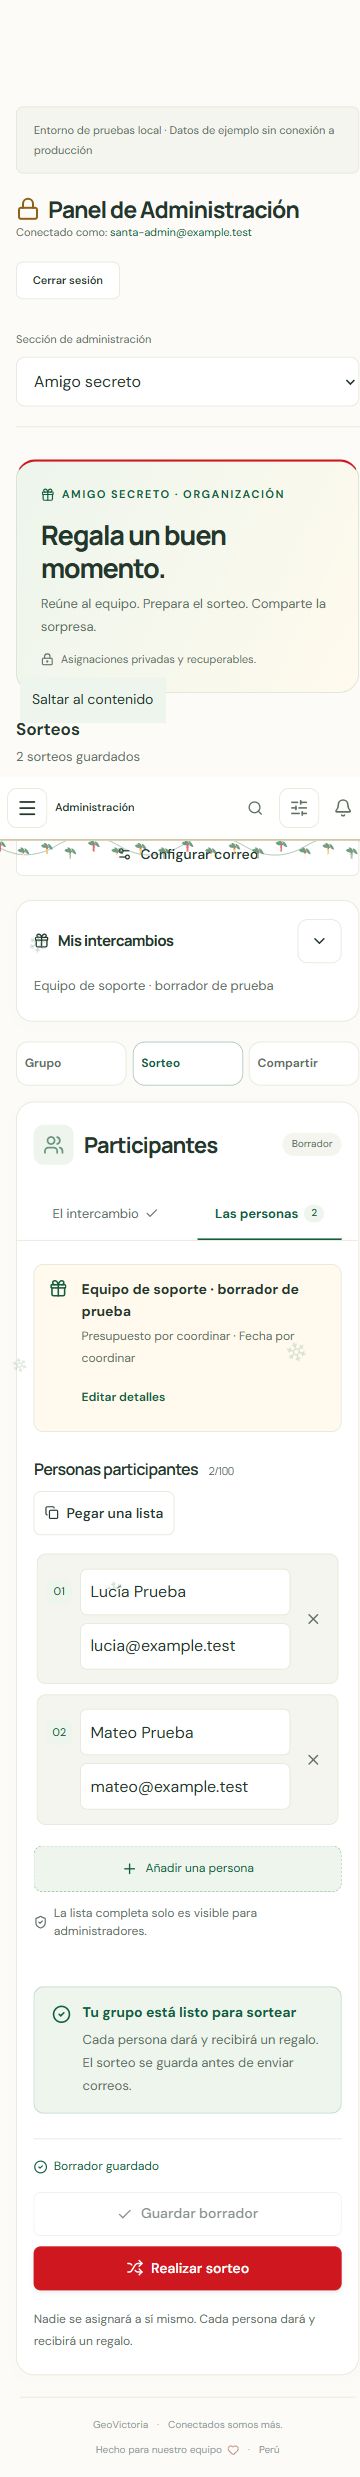 Entorno de pruebas local · Datos de ejemplo sin conexión a
producción
Panel de Administración
Conectado como: santa-admin@example.test
Cerrar sesión
Sección de administración
Amigo secreto
AMIGO SECRETO · ORGANIZACIÓN
Regala un buen
momento.
Reúne al equipo. Prepara el sorteo. Comparte la
sorpresa.
Asignaciones privadas y recuperables.
Saltar al contenido
Sorteos
2 sorteos guardados
Administración
Configurar correo
Mis intercambios
Equipo de soporte · borrador de prueba
Grupo
Sorteo
Compartir
Participantes
Borrador
El intercambio
Las personas 2
Equipo de soporte · borrador de
prueba
Presupuesto por coordinar · Fecha por
coordinar
Editar detalles
Personas participantes 2/100
Pegar una lista
01
Lucía Prueba
lucia@example.test
02
Mateo Prueba
mateo@example.test
Añadir una persona
La lista completa solo es visible para
administradores.
Tu grupo está listo para sortear
Cada persona dará y recibirá un regalo.
El sorteo se guarda antes de enviar
correos.
Borrador guardado
Guardar borrador
Realizar sorteo
Nadie se asignará a sí mismo. Cada persona dará y
recibirá un regalo.
GeoVictoria · Conectados somos más.
Hecho para nuestro equipo · Perú